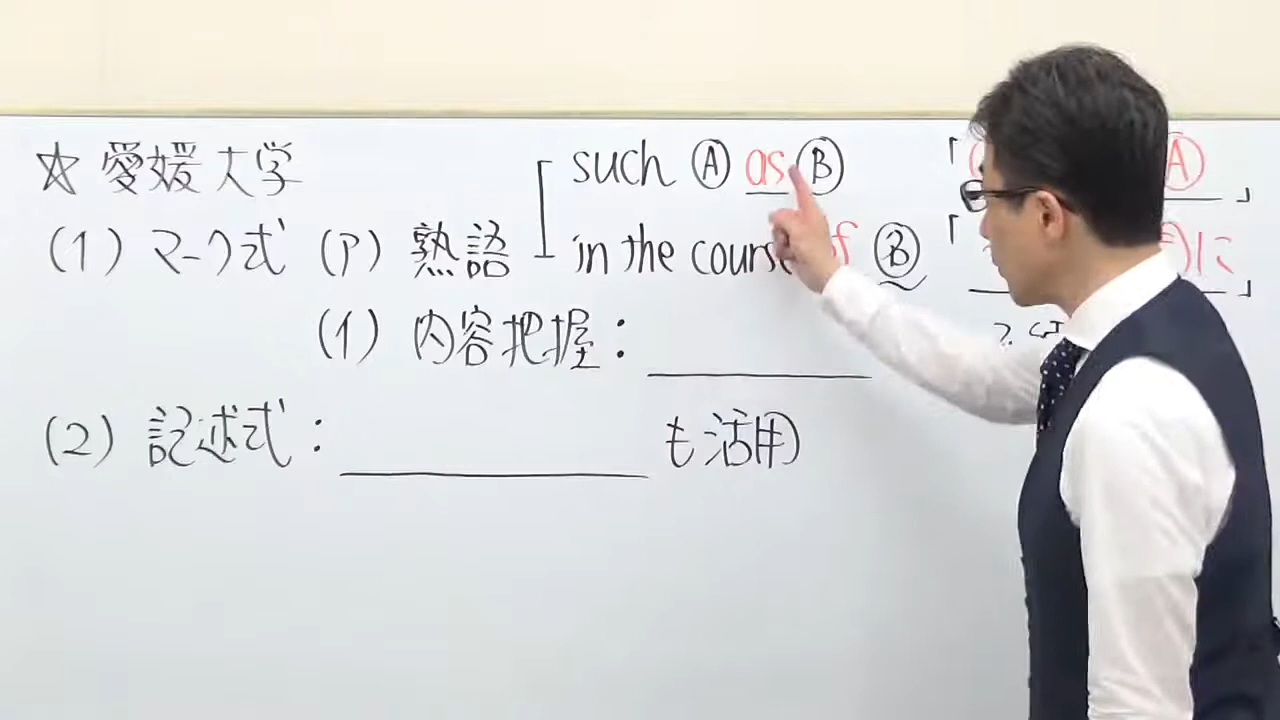 ☆ 愛媛大学
such Ⓐ as Ⓑ 「 Ⓐ 」
(1) マーク式 (ア) 熟語 in the course of Ⓑ 「 に 」
(イ) 内容把握:
(2) 記述式: も活用